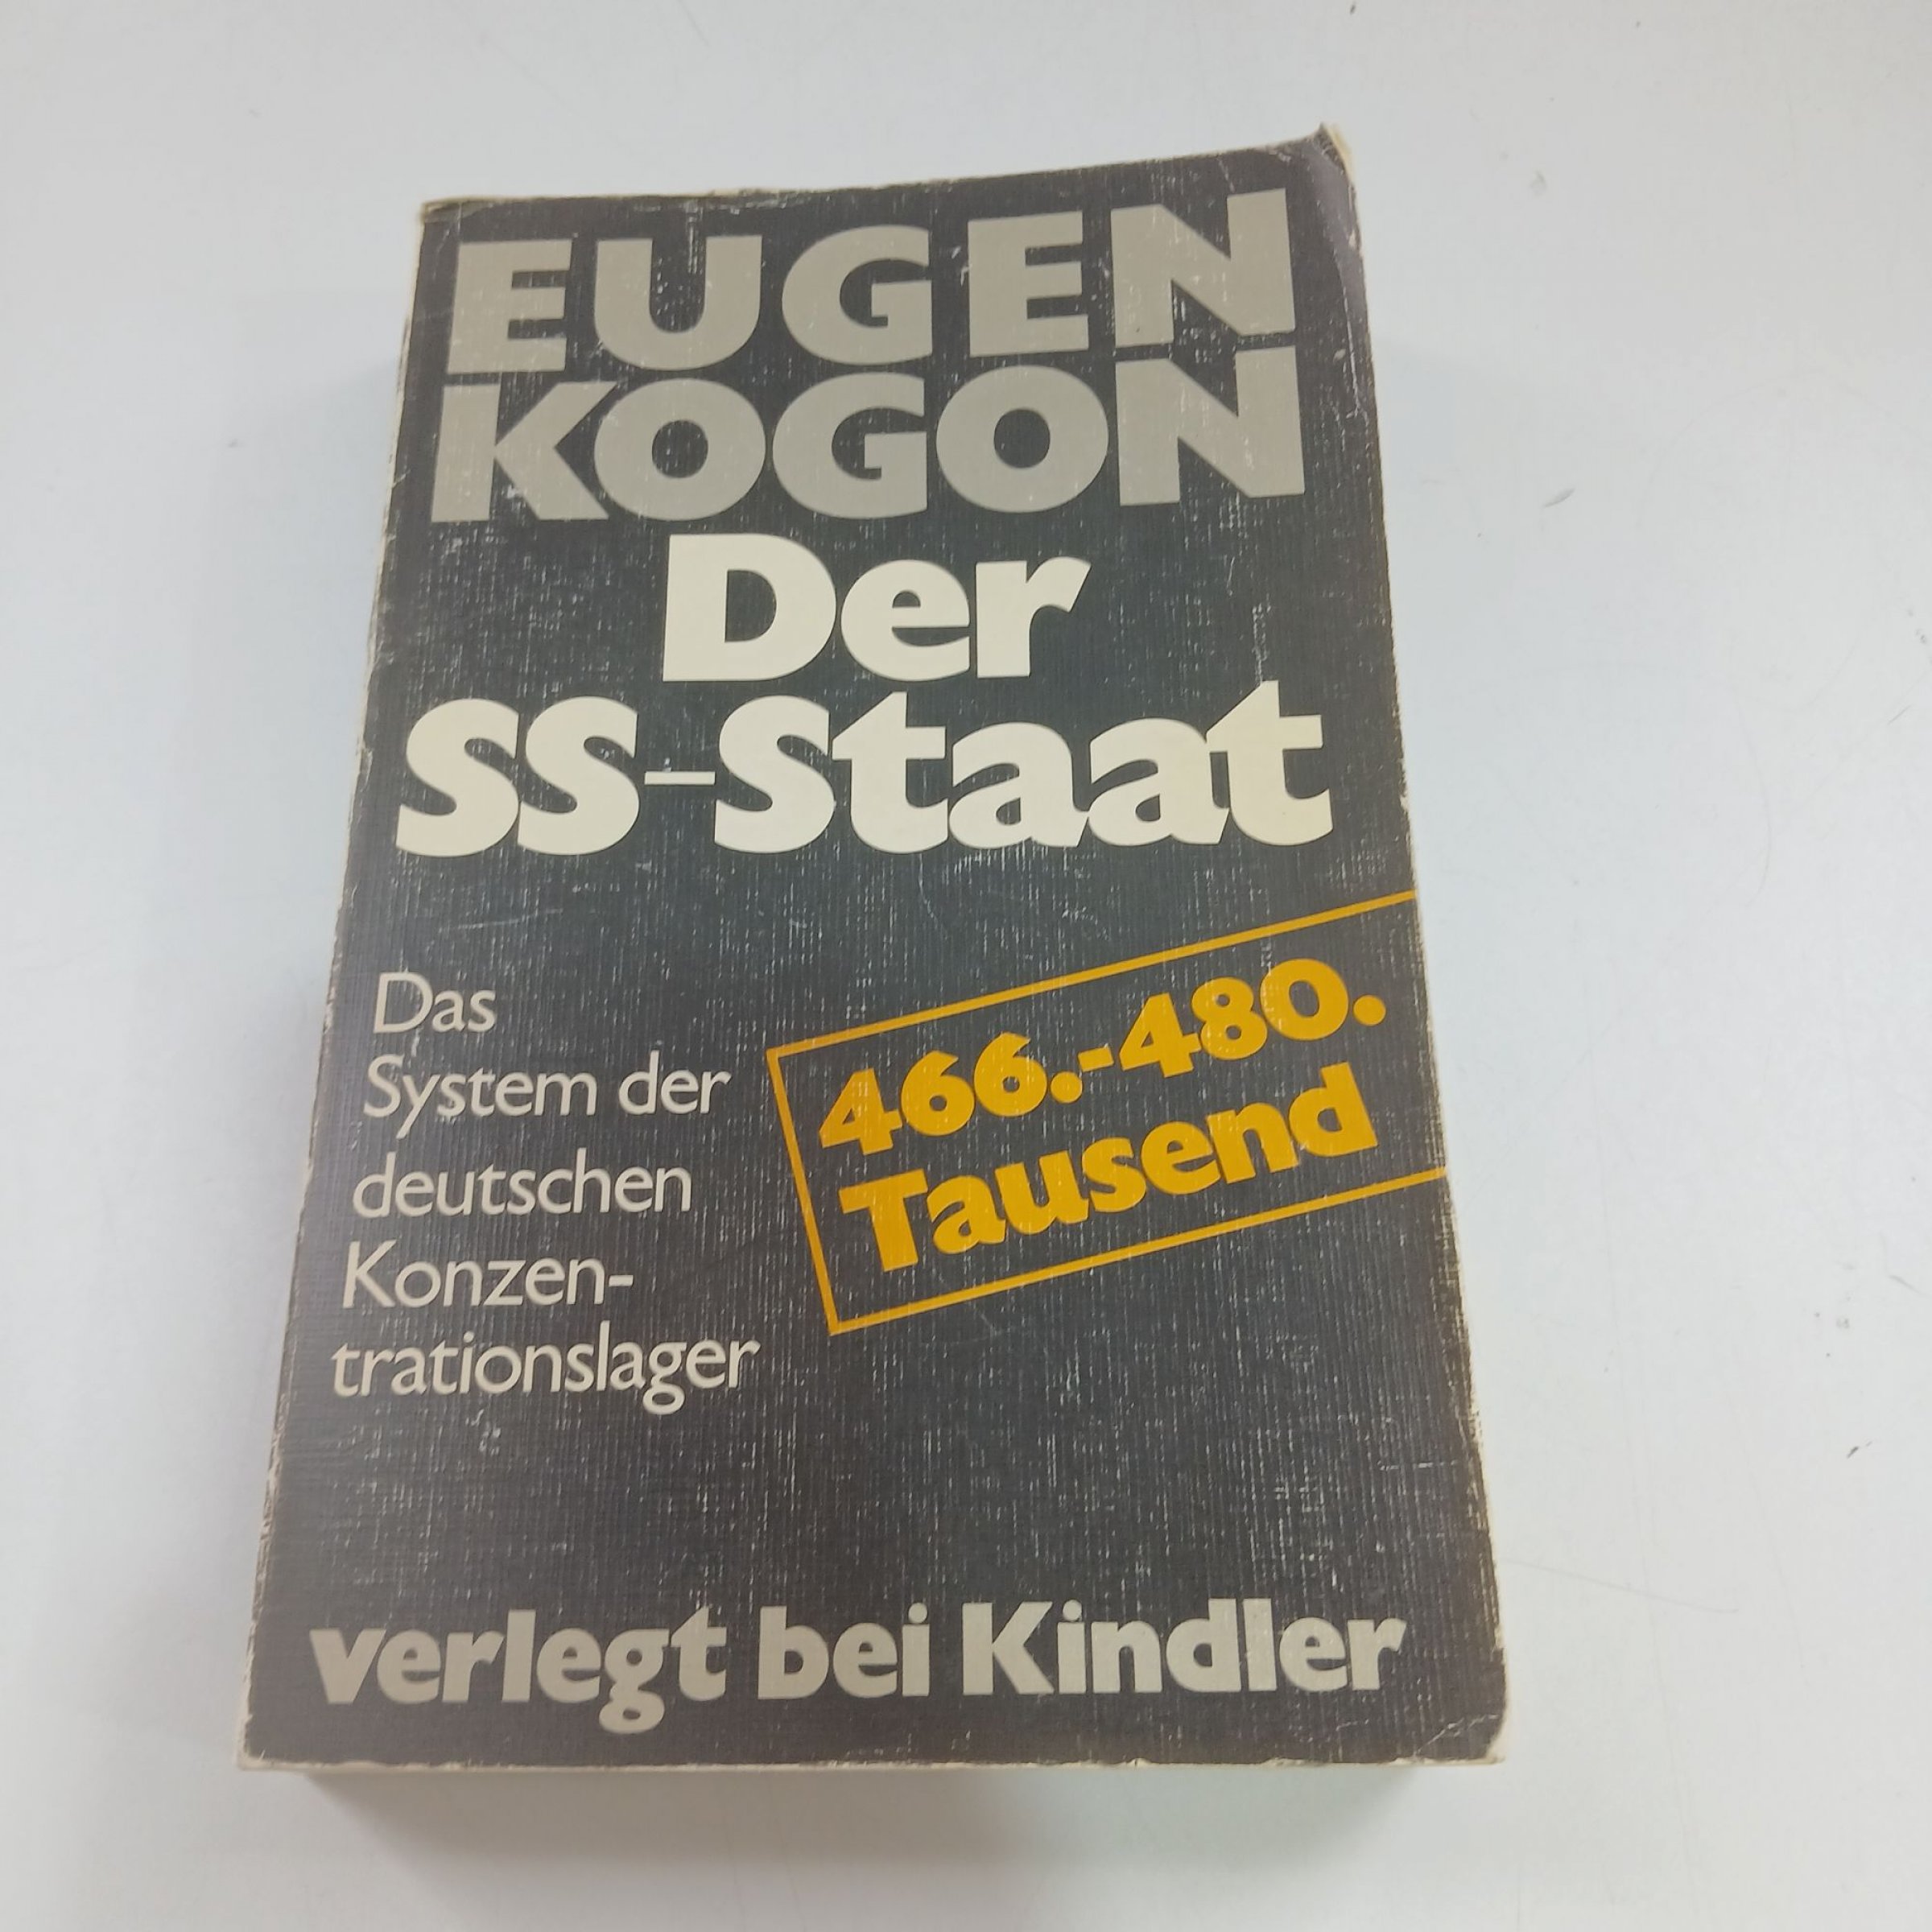 EUGEN
KOGON
Der
SS-Staat
Das
System der
deutschen
Konzen-
trationslager
466.-480.
Tausend
verlegt bei Kindler